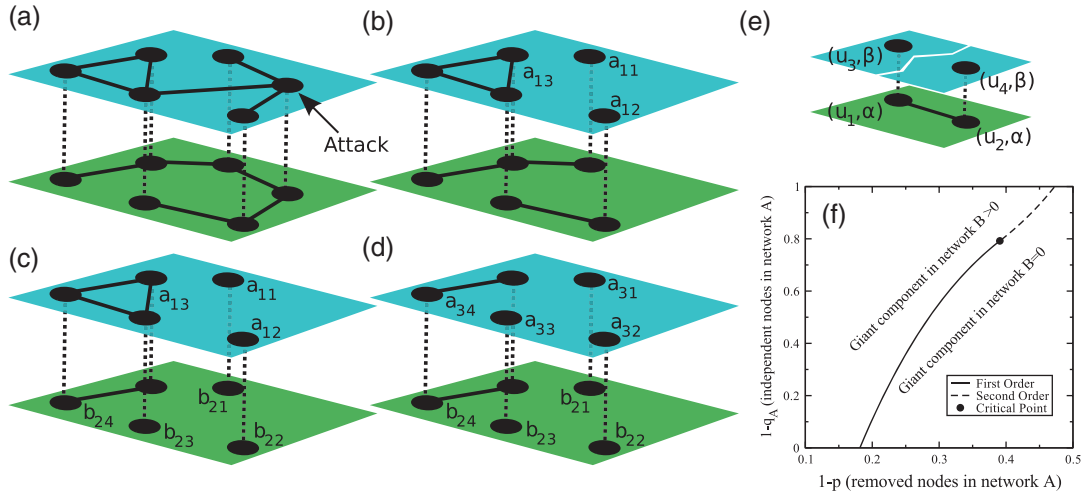 (a)
Attack
(b)
a13
a11
a12
(c)
a13
a11
a12
b24
b23
b21
b22
(d)
a34
a33
a31
a32
b24
b23
b21
b22
(e)
(u3,β)
(u4,β)
(u1,α)
(u2,α)
(f)
1-qA (independent nodes in network A)
1
0.8
0.6
0.4
0.2
0
Giant component in network B >0
Giant component in network B=0
First Order
Second Order
Critical Point
0.1 0.2 0.3 0.4 0.5
1-p (removed nodes in network A)